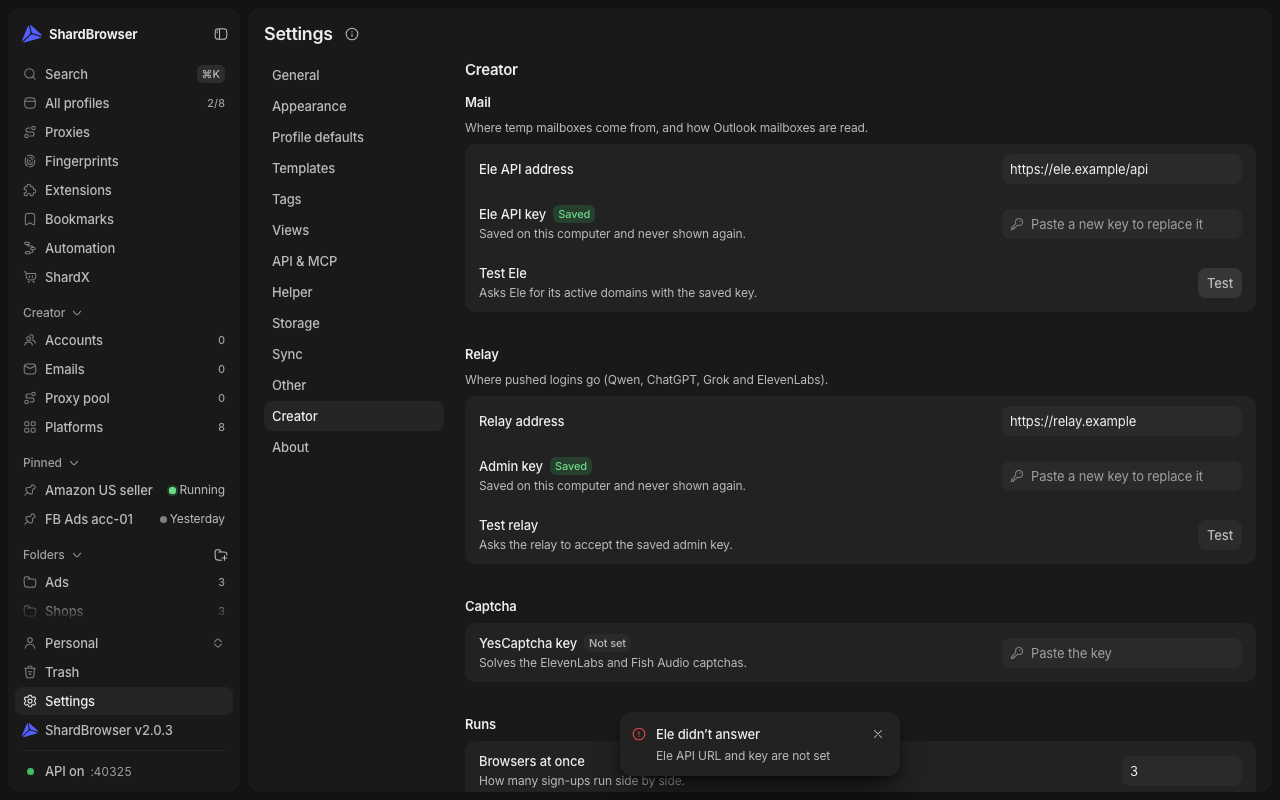 ShardBrowser
Search ⌘K
All profiles 2/8
Proxies
Fingerprints
Extensions
Bookmarks
Automation
ShardX
Creator
Accounts 0
Emails 0
Proxy pool 0
Platforms 8
Pinned
Amazon US seller Running
FB Ads acc-01 Yesterday
Folders
Ads 3
Shops 3
Personal
Trash
Settings
ShardBrowser v2.0.3
API on :40325
Settings
General
Appearance
Profile defaults
Templates
Tags
Views
API & MCP
Helper
Storage
Sync
Other
Creator
About
Creator
Mail
Where temp mailboxes come from, and how Outlook mailboxes are read.
Ele API address https://ele.example/api
Ele API key Saved
Saved on this computer and never shown again.
Paste a new key to replace it
Test Ele
Asks Ele for its active domains with the saved key.
Test
Relay
Where pushed logins go (Qwen, ChatGPT, Grok and ElevenLabs).
Relay address https://relay.example
Admin key Saved
Saved on this computer and never shown again.
Paste a new key to replace it
Test relay
Asks the relay to accept the saved admin key.
Test
Captcha
YesCaptcha key Not set
Solves the ElevenLabs and Fish Audio captchas.
Paste the key
Runs
Browsers at once
How many sign-ups run side by side.
3
Ele didn’t answer
Ele API URL and key are not set